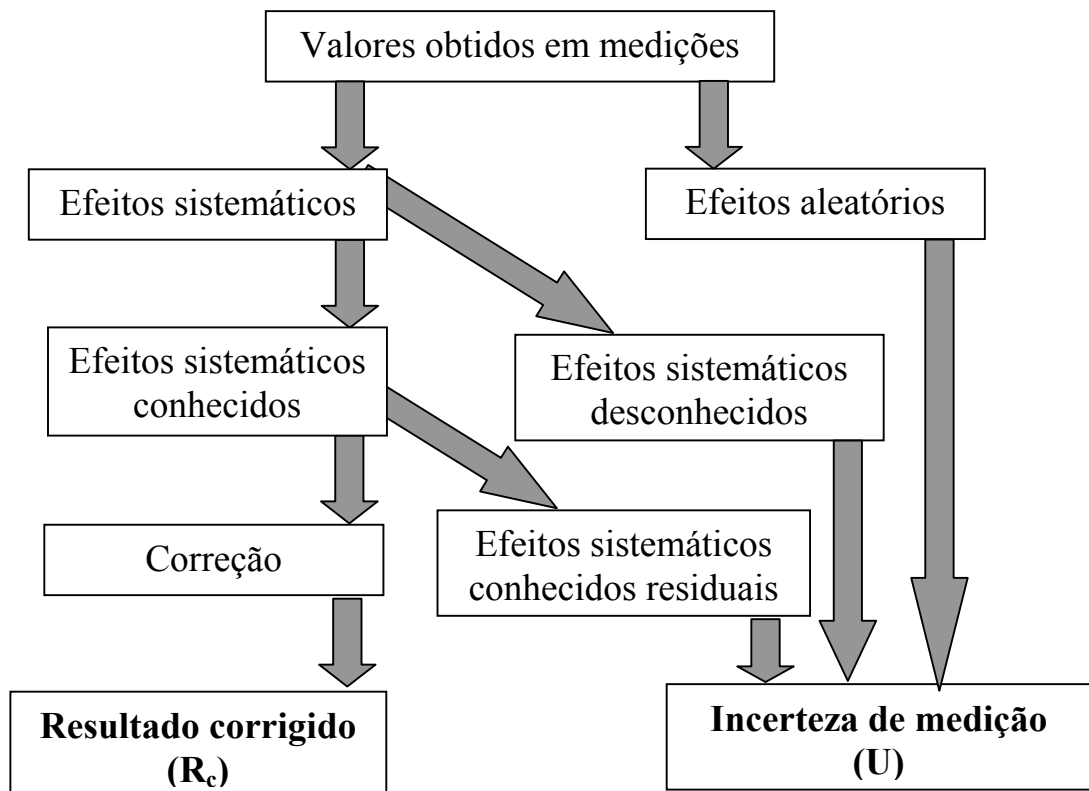 Valores obtidos em medições
Efeitos sistemáticos
Efeitos aleatórios
Efeitos sistemáticos
conhecidos
Efeitos sistemáticos
desconhecidos
Correção
Efeitos sistemáticos
conhecidos residuais
Resultado corrigido
(Rc)
Incerteza de medição
(U)